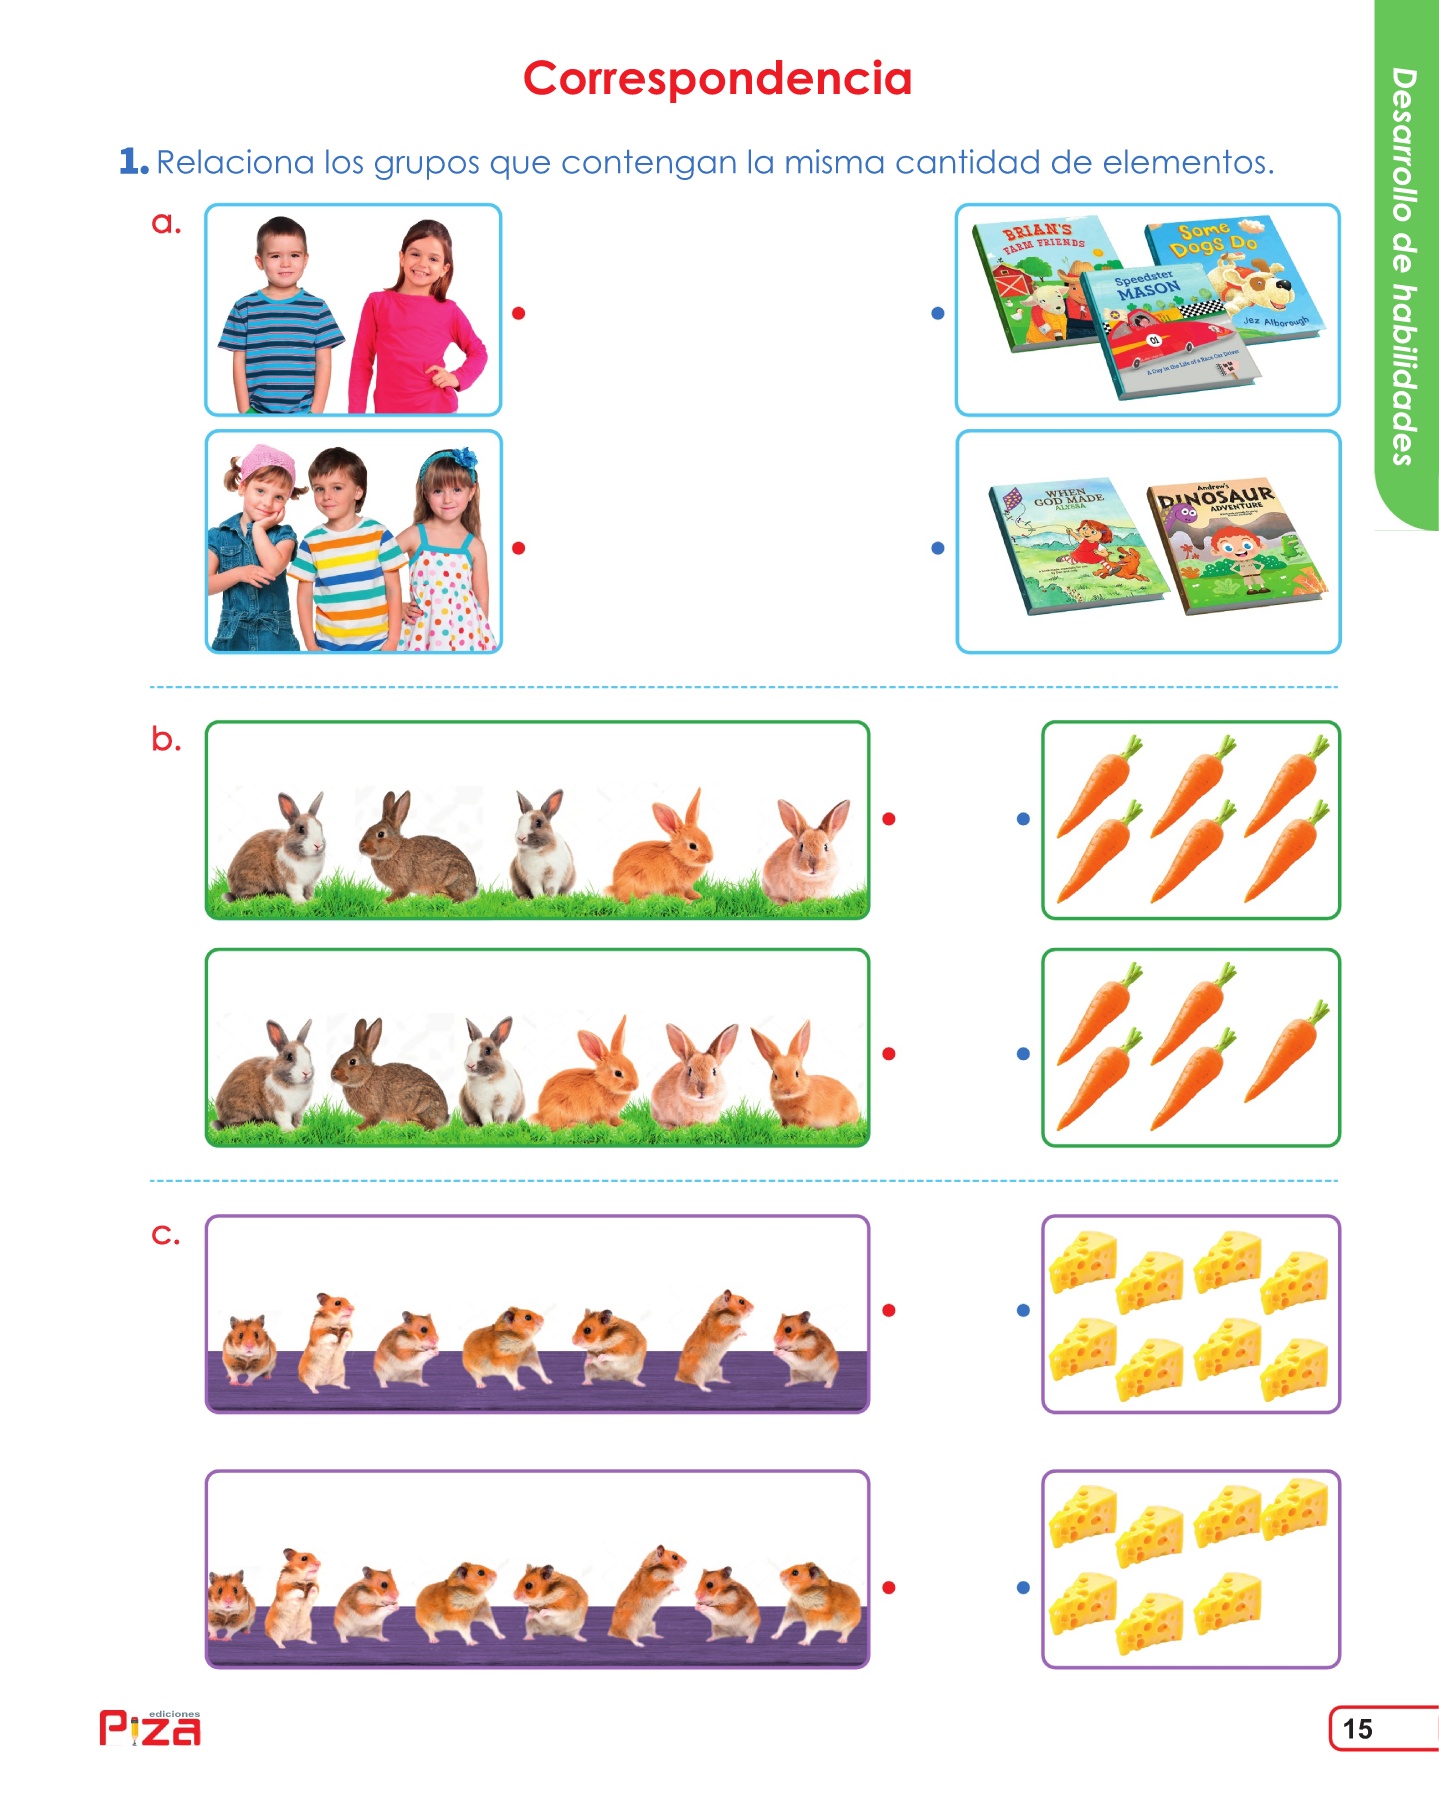 Correspondencia
Desarrollo de habilidades
1. Relaciona los grupos que contengan la misma cantidad de elementos.
a.
BRIAN'S
FARM FRIENDS
Some
Dogs Do
Jez Alborough
Speedster
MASON
01
A Day in the Life of a Race Car Driver
WHEN
GOD MADE
ALYSSA
Andrew's
DINOSAUR
ADVENTURE
b.
c.
ediciones
Piza
15